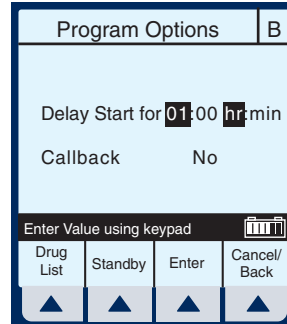 Program Options B
Delay Start for 01:00 hr:min
Callback No
Enter Value using keypad
Drug List Standby Enter Cancel/ Back